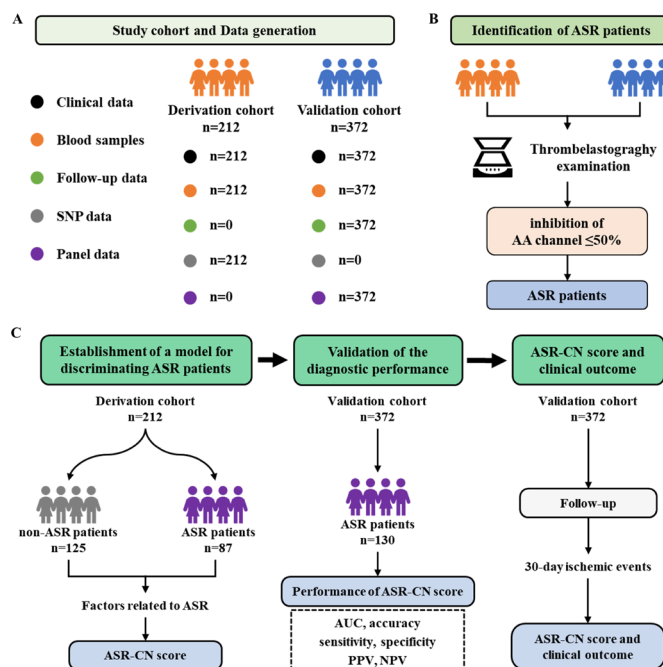 A
Study cohort and Data generation
Clinical data
Blood samples
Follow-up data
SNP data
Panel data
Derivation cohort
n=212
Validation cohort
n=372
n=212
n=372
n=212
n=372
n=0
n=372
n=212
n=0
n=0
n=372
B
Identification of ASR patients
Thrombelastograghy
examination
inhibition of
AA channel ≤50%
ASR patients
C
Establishment of a model for
discriminating ASR patients
Derivation cohort
n=212
non-ASR patients
n=125
ASR patients
n=87
Factors related to ASR
ASR-CN score
Validation of the
diagnostic performance
Validation cohort
n=372
ASR patients
n=130
Performance of ASR-CN score
AUC, accuracy
sensitivity, specificity
PPV, NPV
ASR-CN score and
clinical outcome
Validation cohort
n=372
Follow-up
30-day ischemic events
ASR-CN score and
clinical outcome